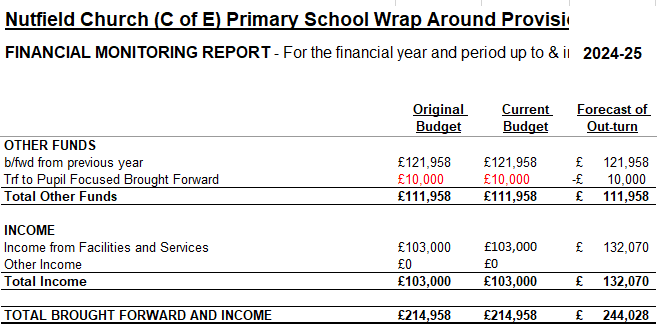 Nutfield Church (C of E) Primary School Wrap Around
FINANCIAL MONITORING REPORT - For the financial year and period up to & 2024-25
Original Current Forecast of
Budget Budget Out-turn
OTHER FUNDS
b/fwd from previous year £121,958 £121,958 £ 121,958
Trf to Pupil Focused Brought Forward £10,000 £10,000 -£ 10,000
Total Other Funds £111,958 £111,958 £ 111,958
INCOME
Income from Facilities and Services £103,000 £103,000 £ 132,070
Other Income £0 £0
Total Income £103,000 £103,000 £ 132,070
TOTAL BROUGHT FORWARD AND INCOME £214,958 £214,958 £ 244,028